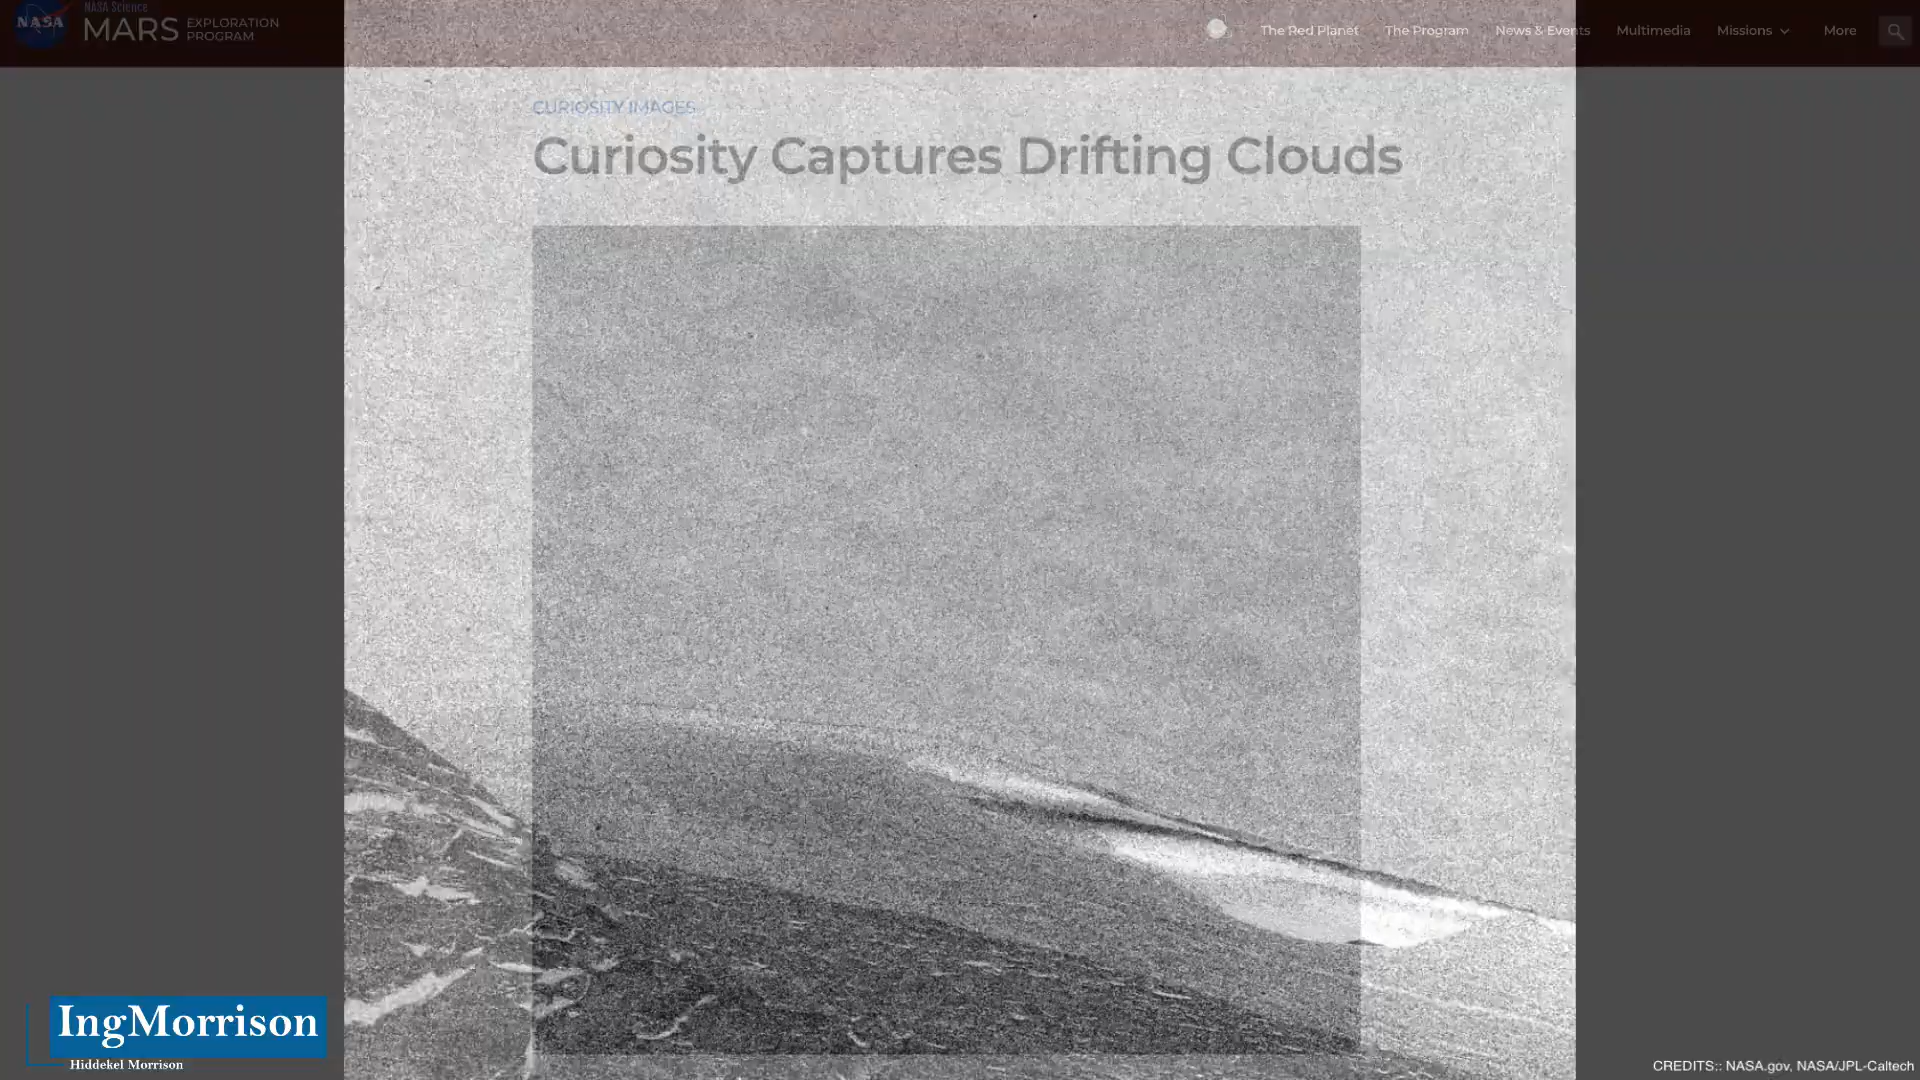 NASA
NASA Science
MARS EXPLORATION PROGRAM
The Red Planet
The Program
News & Events
Multimedia
Missions
More
CURIOSITY IMAGES
Curiosity Captures Drifting Clouds
IngMorrison
Hiddekel Morrison
CREDITS:: NASA.gov, NASA/JPL-Caltech